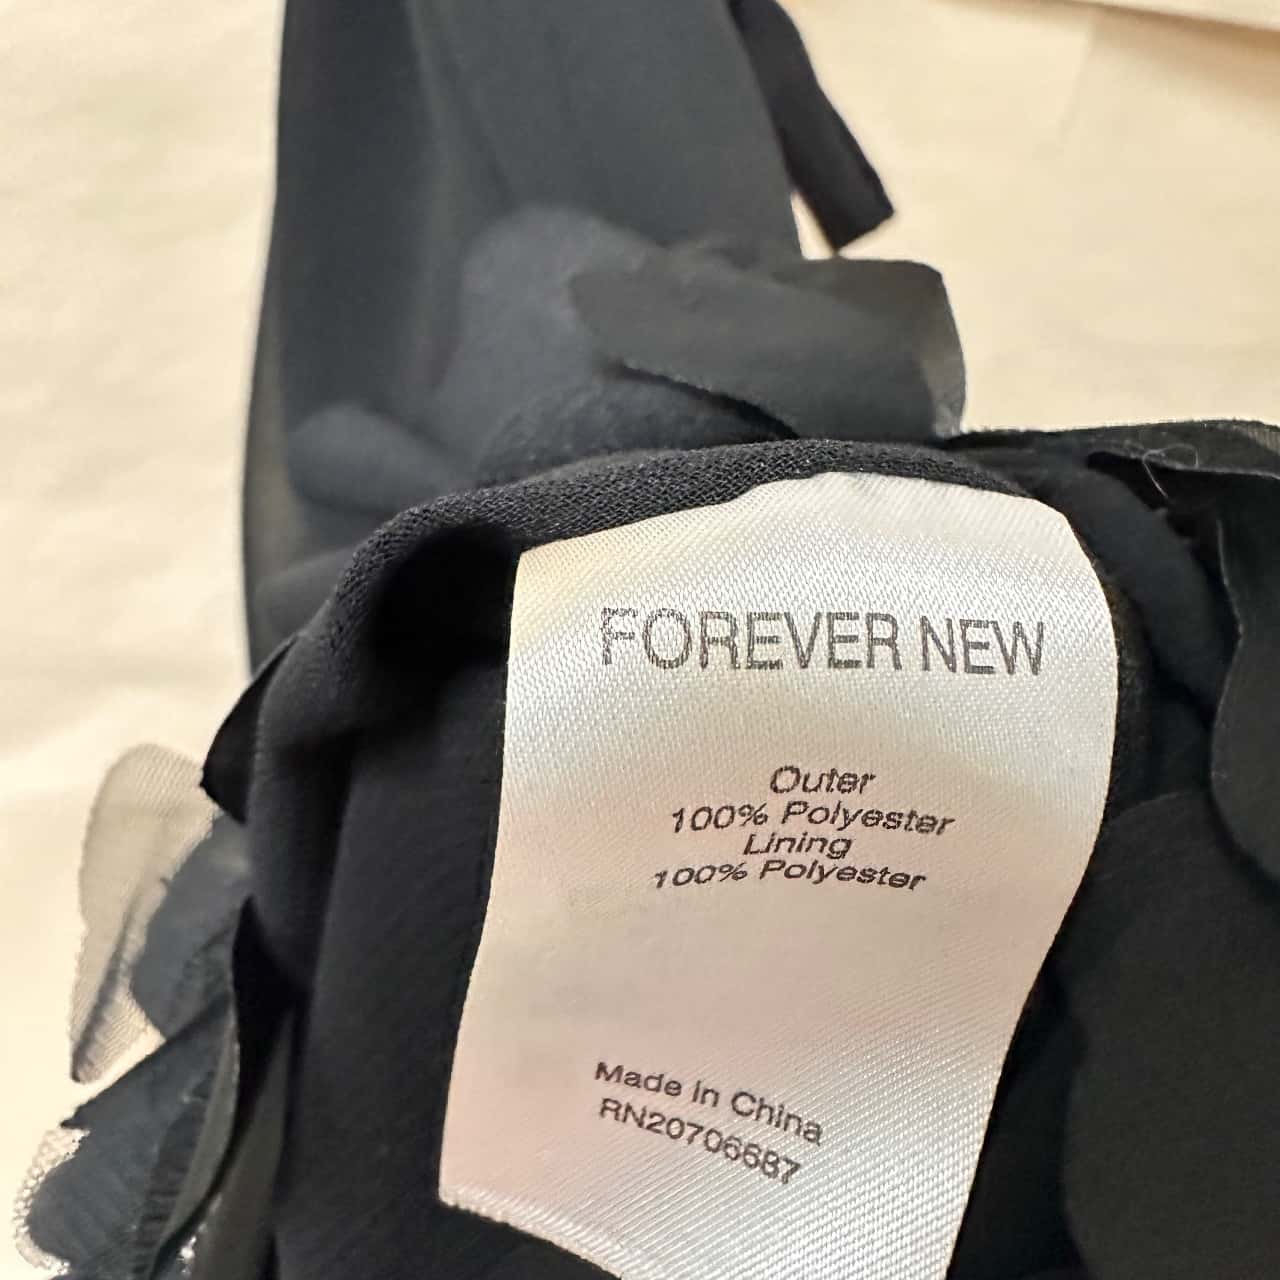 FOREVER NEW
Outer
100% Polyester
Lining
100% Polyester
Made in China
RN20706687